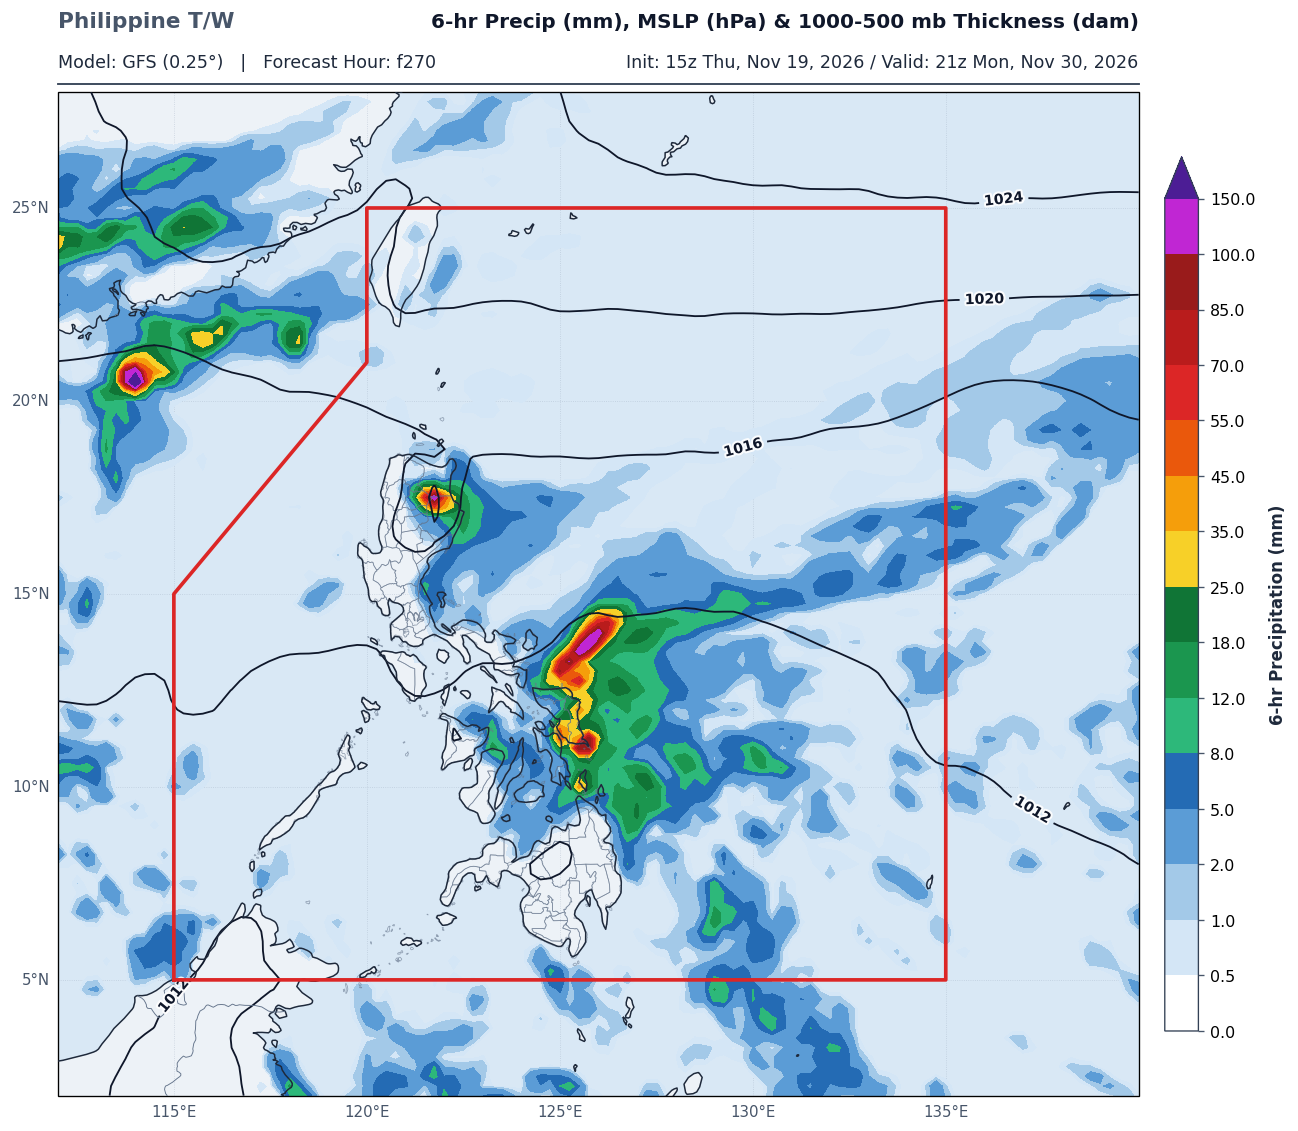 Philippine T/W
6-hr Precip (mm), MSLP (hPa) & 1000-500 mb Thickness (dam)
Model: GFS (0.25°)   |   Forecast Hour: f270
Init: 15z Thu, Nov 19, 2026 / Valid: 21z Mon, Nov 30, 2026
25°N
20°N
15°N
10°N
5°N
115°E
120°E
125°E
130°E
135°E
1024
1020
1016
1012
1012
150.0
100.0
85.0
70.0
55.0
45.0
35.0
25.0
18.0
12.0
8.0
5.0
2.0
1.0
0.5
0.0
6-hr Precipitation (mm)